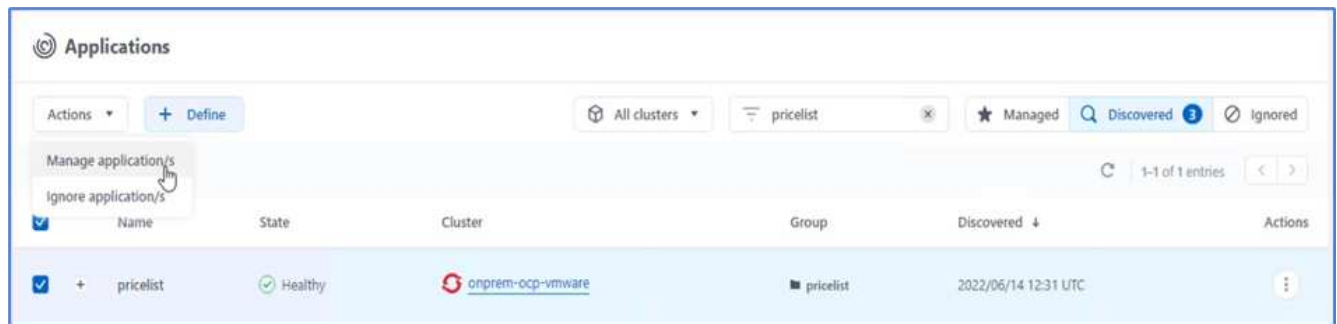 Applications
Actions + Define All clusters pricelist Managed Discovered 3 Ignored
Manage application/s
1-1 of 1 entries
Ignore application/s
Name State Cluster Group Discovered ↓ Actions
+ pricelist Healthy onprem-ocp-vmware pricelist 2022/06/14 12:31 UTC